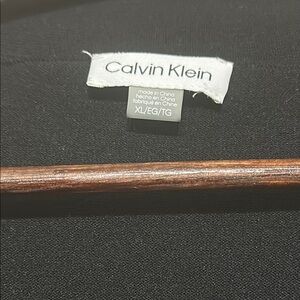 Calvin Klein
made in China
hecho en China
fabriqué en Chine
XL/EG/TG